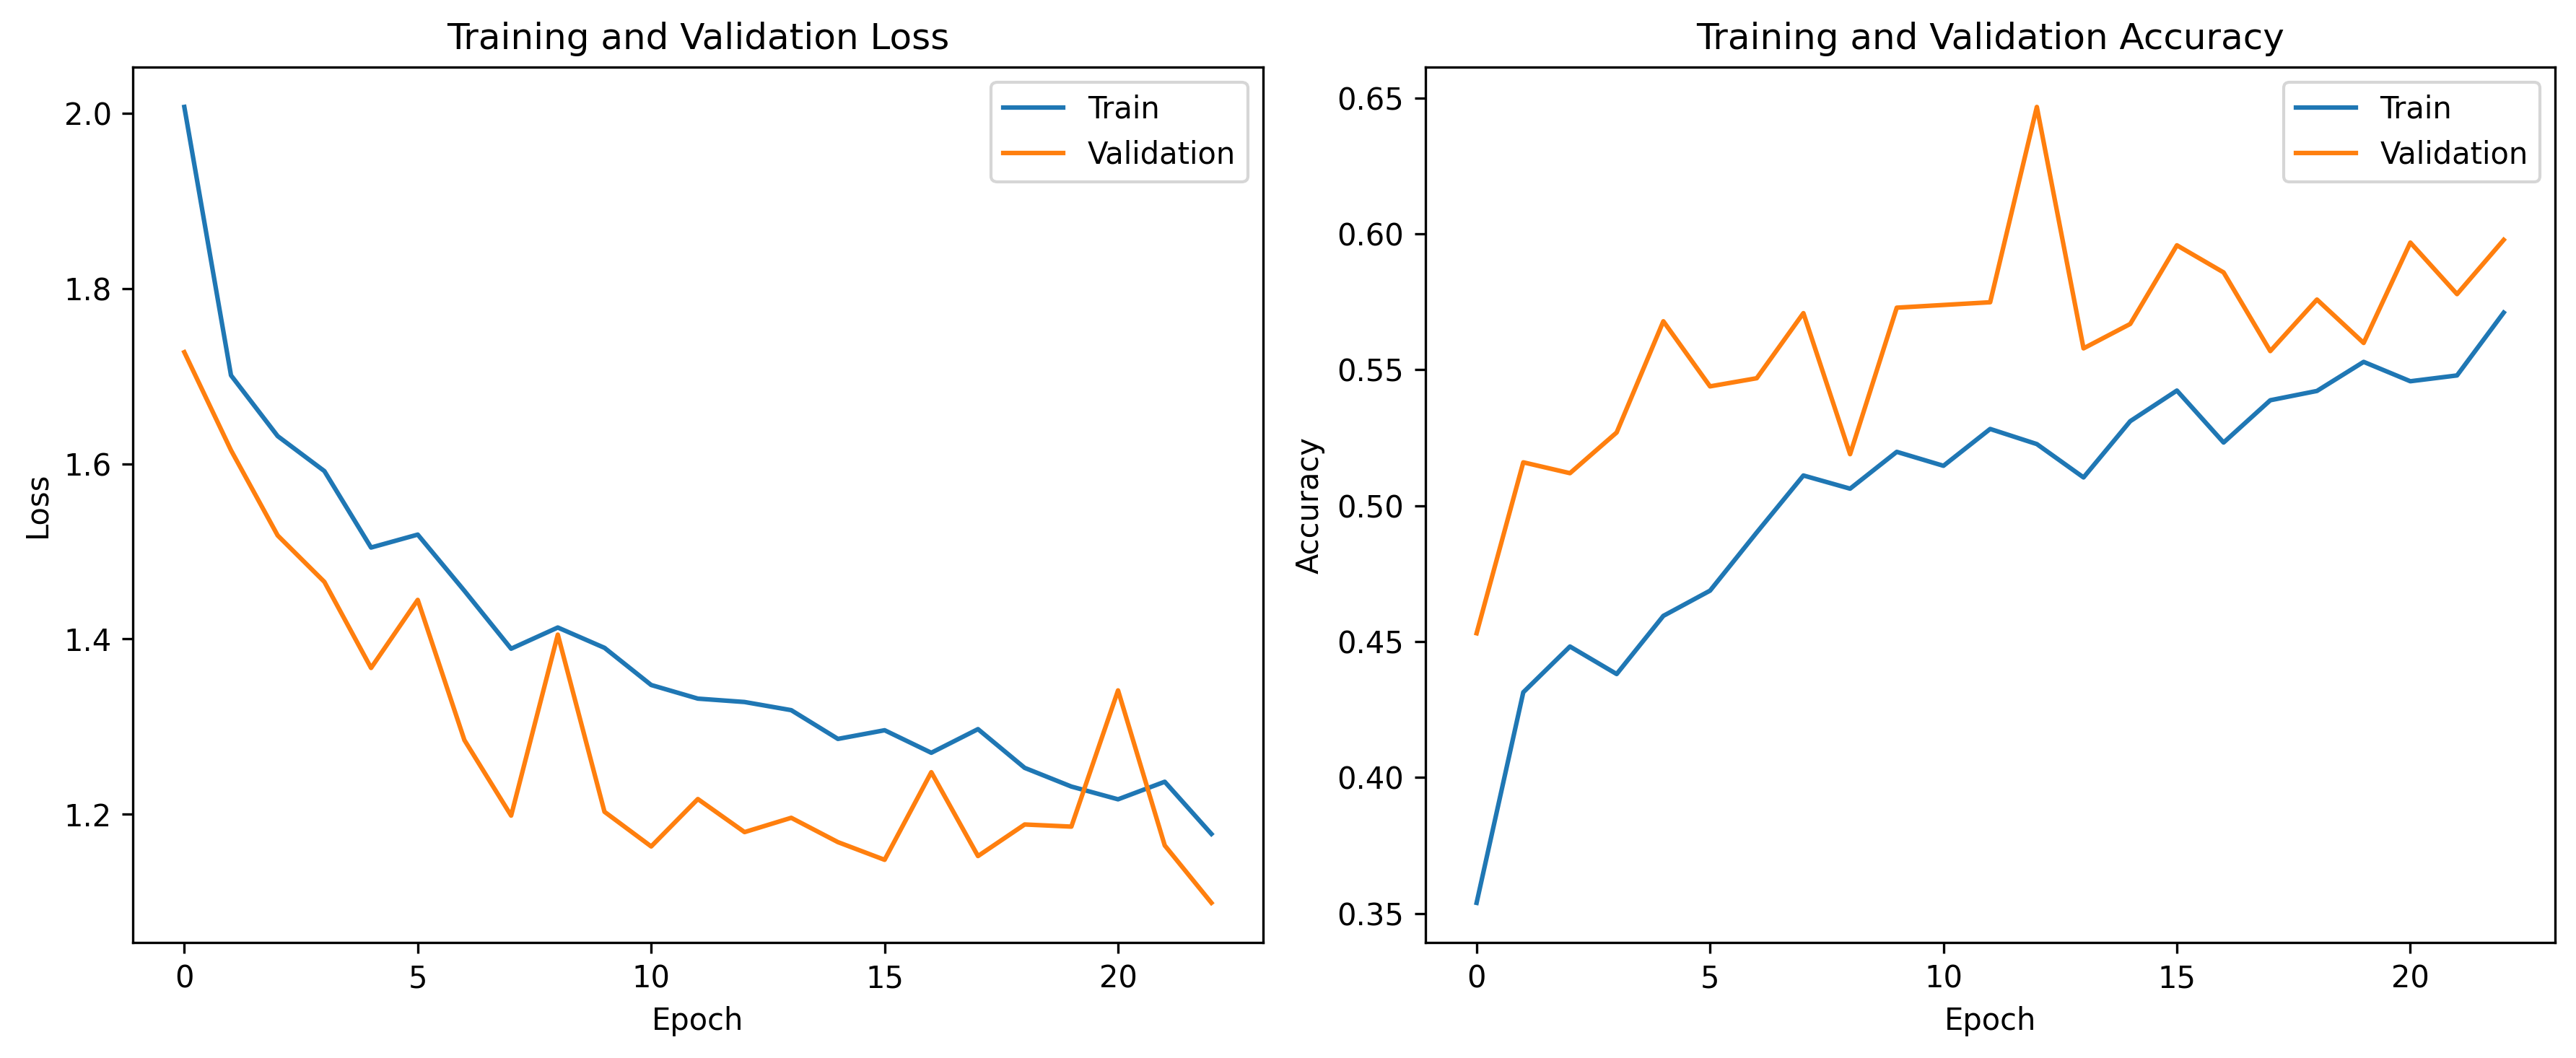 Training and Validation Loss
Train
Validation
2.0
1.8
1.6
1.4
1.2
Loss
0 5 10 15 20
Epoch
Training and Validation Accuracy
Train
Validation
0.65
0.60
0.55
0.50
0.45
0.40
0.35
Accuracy
0 5 10 15 20
Epoch